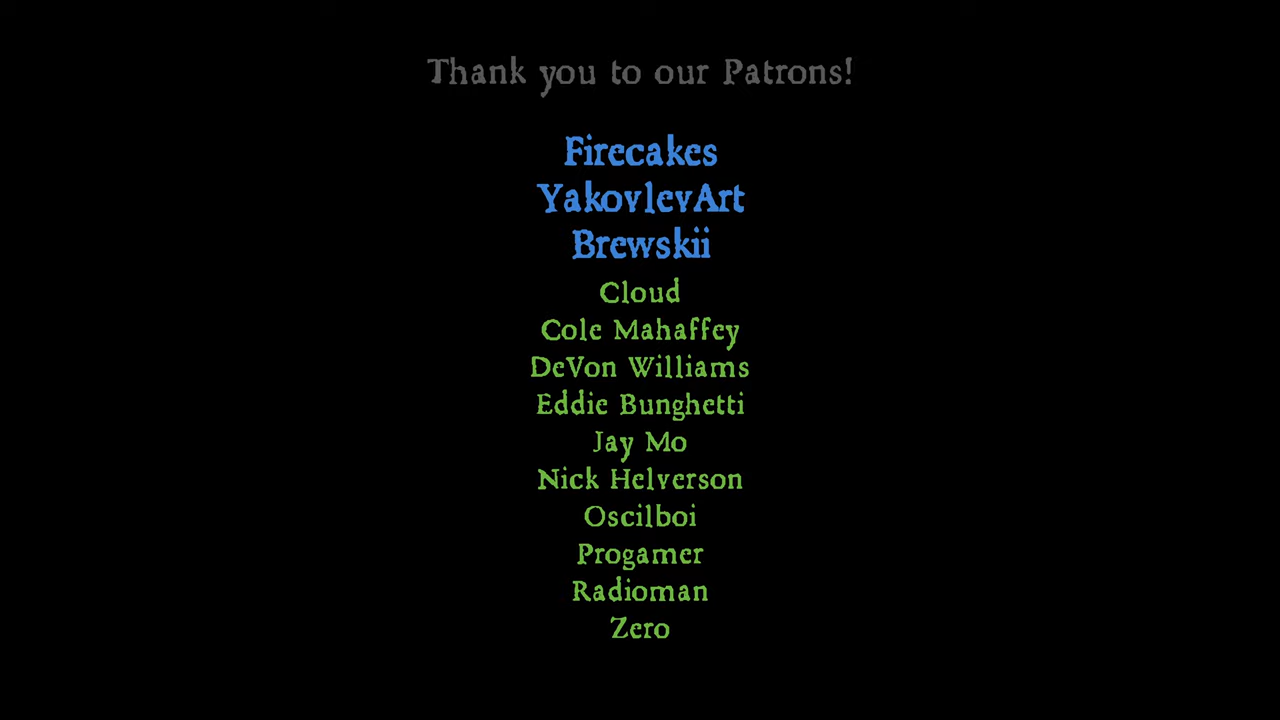 Thank you to our Patrons!
Firecakes
YakovlevArt
Brewskii
Cloud
Cole Mahaffey
DeVon Williams
Eddie Bunghetti
Jay Mo
Nick Helverson
Oscilboi
Progamer
Radioman
Zero